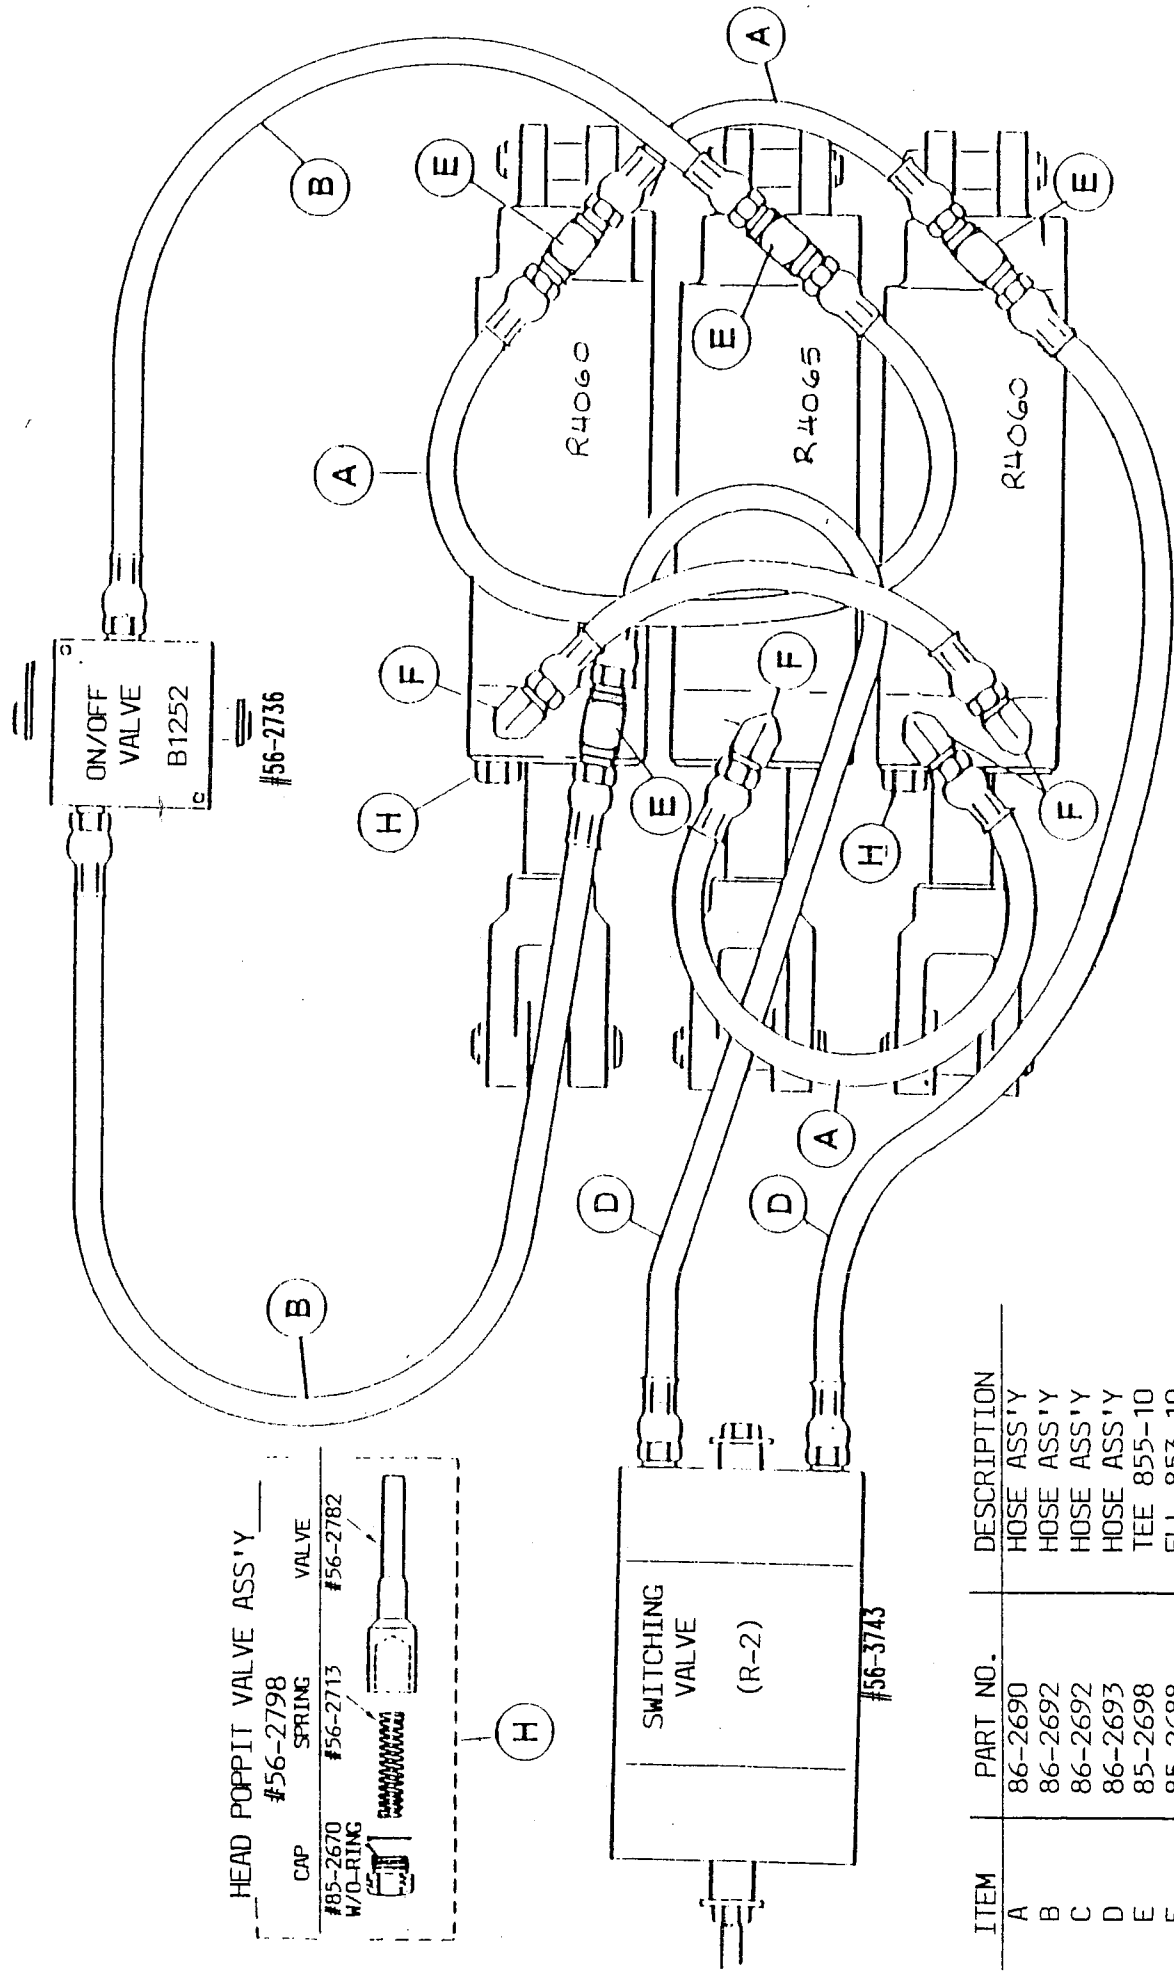 HEAD POPPIT VALVE ASS'Y
#56-2798
CAP SPRING VALVE
#85-2670 #56-2713 #56-2782
W/O-RING
H
B
B
ON/OFF
VALVE
B1252
#56-2736
A
E
F
H
E
A
R4060
E
R4065
F
E
R4060
H
F
A
D
D
SWITCHING
VALVE
(R-2)
#56-3743
ITEM PART NO. DESCRIPTION
A 86-2690 HOSE ASS'Y
B 86-2692 HOSE ASS'Y
C 86-2692 HOSE ASS'Y
D 86-2693 HOSE ASS'Y
E 85-2698 TEE 855-10